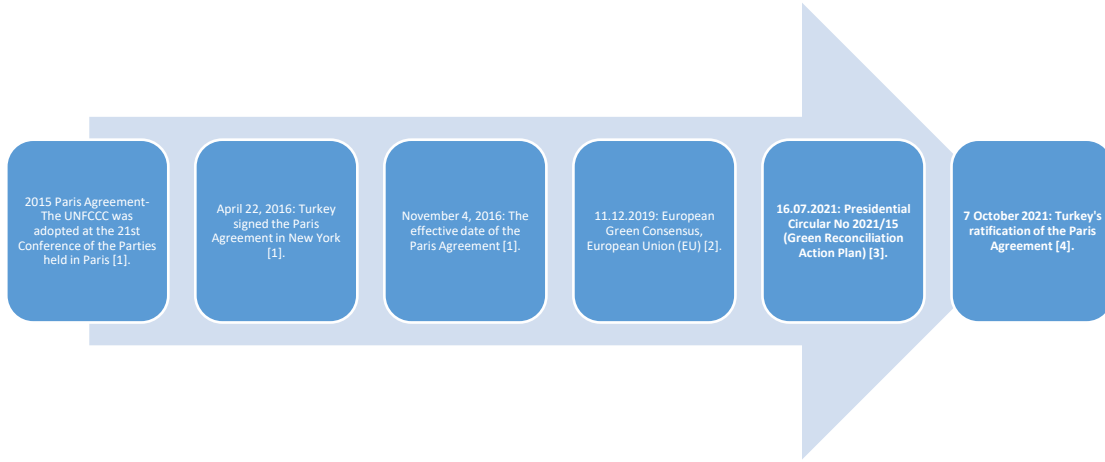 2015 Paris Agreement-
The UNFCCC was
adopted at the 21st
Conference of the Parties
held in Paris [1].
April 22, 2016: Turkey
signed the Paris
Agreement in New York
[1].
November 4, 2016: The
effective date of the
Paris Agreement [1].
11.12.2019: European
Green Consensus,
European Union (EU) [2].
16.07.2021: Presidential
Circular No 2021/15
(Green Reconciliation
Action Plan) [3].
7 October 2021: Turkey's
ratification of the Paris
Agreement [4].